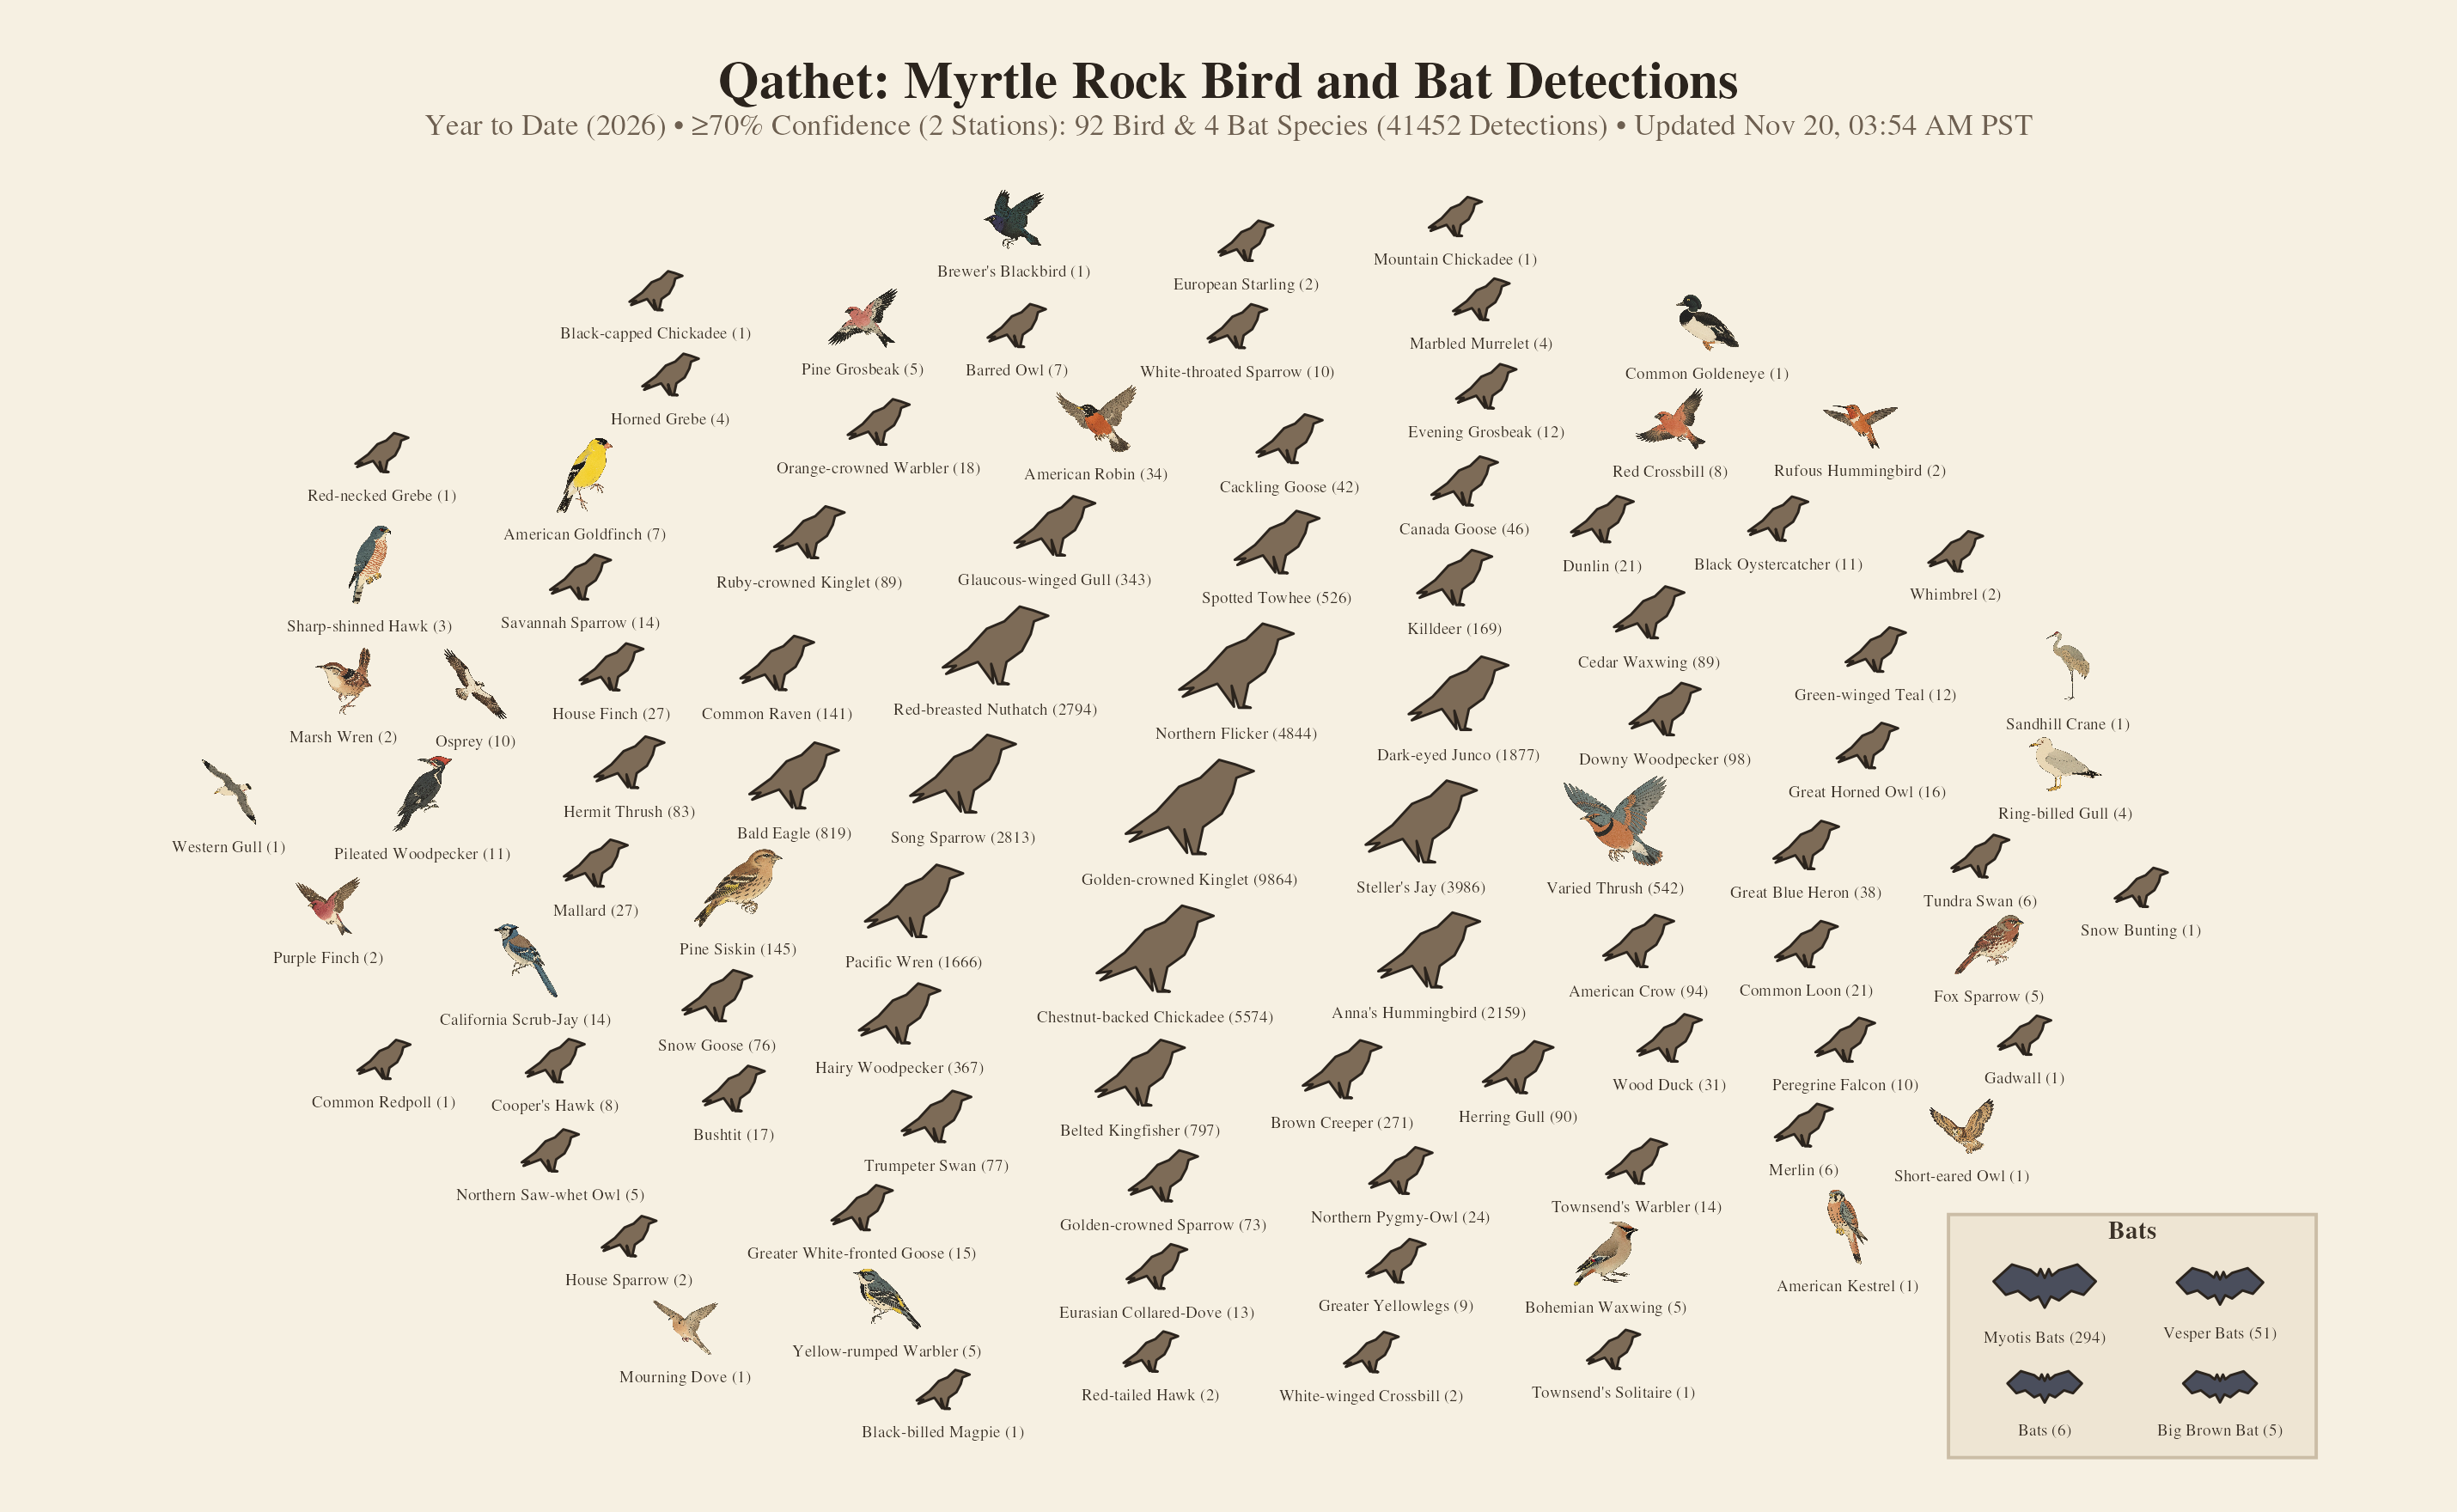 Qathet: Myrtle Rock Bird and Bat Detections
Year to Date (2026) • ≥70% Confidence (2 Stations): 92 Bird & 4 Bat Species (41452 Detections) • Updated Nov 20, 03:54 AM PST
Mountain Chickadee (1)
Brewer's Blackbird (1)
European Starling (2)
Black-capped Chickadee (1)
Marbled Murrelet (4)
Pine Grosbeak (5)
Barred Owl (7)
White-throated Sparrow (10)
Common Goldeneye (1)
Horned Grebe (4)
Evening Grosbeak (12)
Orange-crowned Warbler (18)
American Robin (34)
Red Crossbill (8)
Rufous Hummingbird (2)
Cackling Goose (42)
Red-necked Grebe (1)
Canada Goose (46)
American Goldfinch (7)
Dunlin (21)
Black Oystercatcher (11)
Ruby-crowned Kinglet (89)
Glaucous-winged Gull (343)
Whimbrel (2)
Spotted Towhee (526)
Savannah Sparrow (14)
Sharp-shinned Hawk (3)
Killdeer (169)
Cedar Waxwing (89)
Green-winged Teal (12)
Red-breasted Nuthatch (2794)
House Finch (27)
Common Raven (141)
Sandhill Crane (1)
Northern Flicker (4844)
Marsh Wren (2)
Osprey (10)
Dark-eyed Junco (1877)
Downy Woodpecker (98)
Great Horned Owl (16)
Hermit Thrush (83)
Ring-billed Gull (4)
Bald Eagle (819)
Song Sparrow (2813)
Western Gull (1)
Pileated Woodpecker (11)
Golden-crowned Kinglet (9864)
Steller's Jay (3986)
Varied Thrush (542)
Great Blue Heron (38)
Tundra Swan (6)
Mallard (27)
Snow Bunting (1)
Pine Siskin (145)
Purple Finch (2)
Pacific Wren (1666)
American Crow (94)
Common Loon (21)
Fox Sparrow (5)
California Scrub-Jay (14)
Chestnut-backed Chickadee (5574)
Anna's Hummingbird (2159)
Snow Goose (76)
Hairy Woodpecker (367)
Gadwall (1)
Wood Duck (31)
Peregrine Falcon (10)
Common Redpoll (1)
Cooper's Hawk (8)
Herring Gull (90)
Brown Creeper (271)
Belted Kingfisher (797)
Bushtit (17)
Trumpeter Swan (77)
Merlin (6)
Short-eared Owl (1)
Northern Saw-whet Owl (5)
Townsend's Warbler (14)
Northern Pygmy-Owl (24)
Golden-crowned Sparrow (73)
Greater White-fronted Goose (15)
House Sparrow (2)
American Kestrel (1)
Greater Yellowlegs (9)
Bohemian Waxwing (5)
Eurasian Collared-Dove (13)
Yellow-rumped Warbler (5)
Mourning Dove (1)
Townsend's Solitaire (1)
Red-tailed Hawk (2)
White-winged Crossbill (2)
Black-billed Magpie (1)
Bats
Myotis Bats (294)
Vesper Bats (51)
Bats (6)
Big Brown Bat (5)